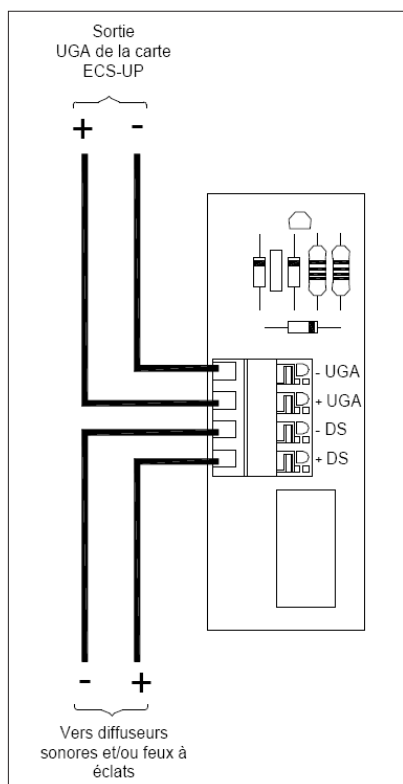 Sortie
UGA de la carte
ECS-UP
+ -
- UGA
+ UGA
- DS
+ DS
- +
Vers diffuseurs
sonores et/ou feux à
éclats